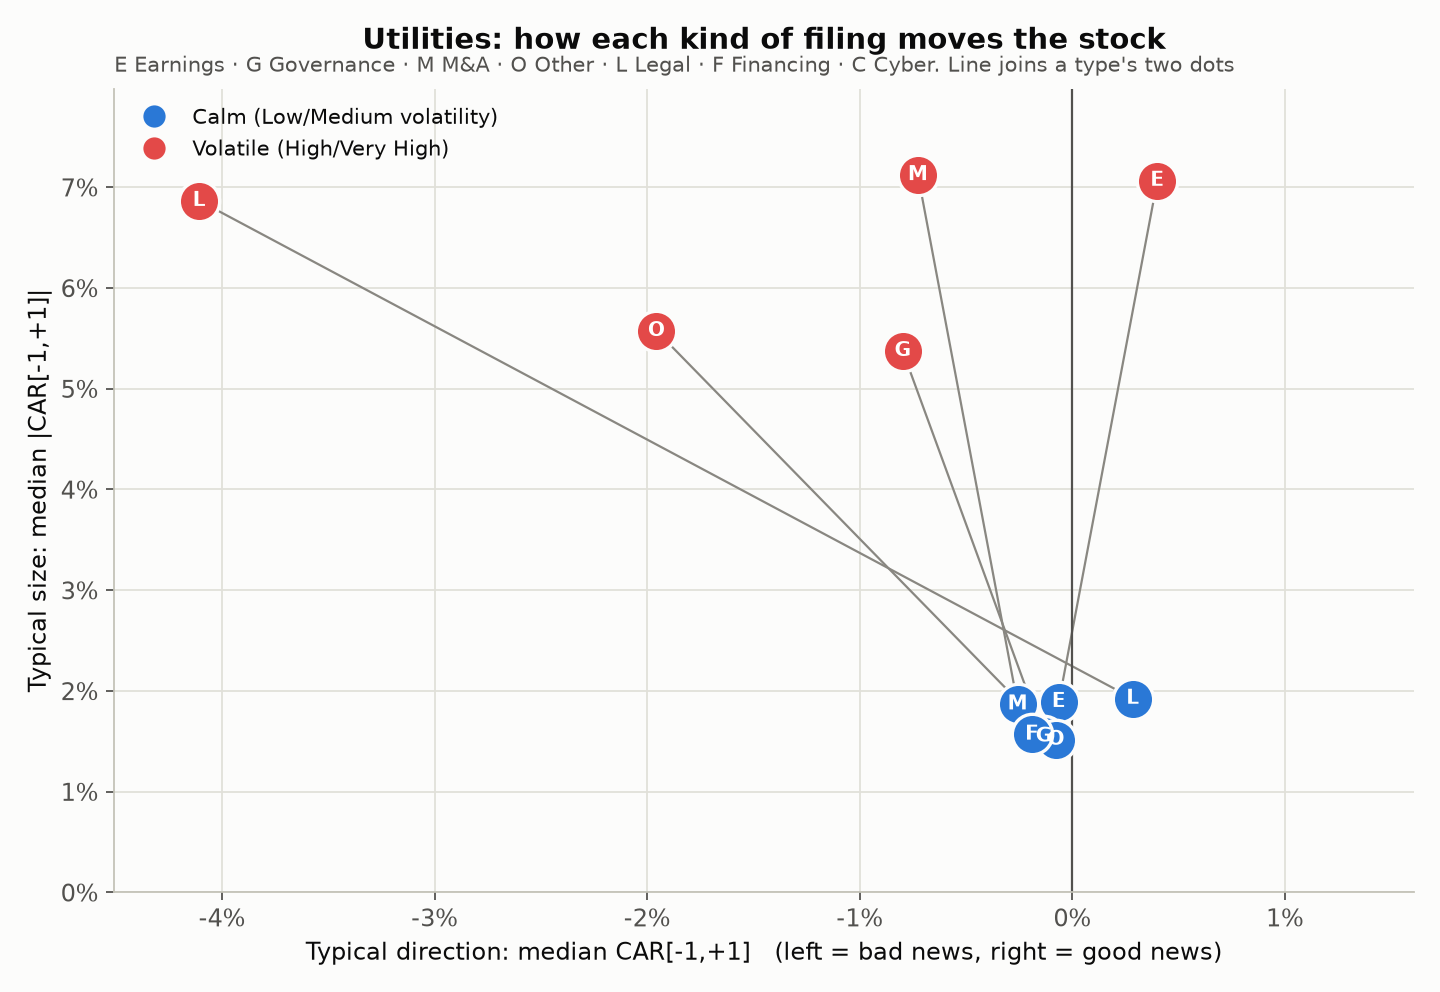 Utilities: how each kind of filing moves the stock
E Earnings · G Governance · M M&A · O Other · L Legal · F Financing · C Cyber. Line joins a type's two dots
Calm (Low/Medium volatility)
Volatile (High/Very High)
7%
6%
5%
4%
3%
2%
1%
0%
Typical size: median |CAR[-1,+1]|
M
E
L
O
G
M
E
L
F
G
O
-4%
-3%
-2%
-1%
0%
1%
Typical direction: median CAR[-1,+1]   (left = bad news, right = good news)